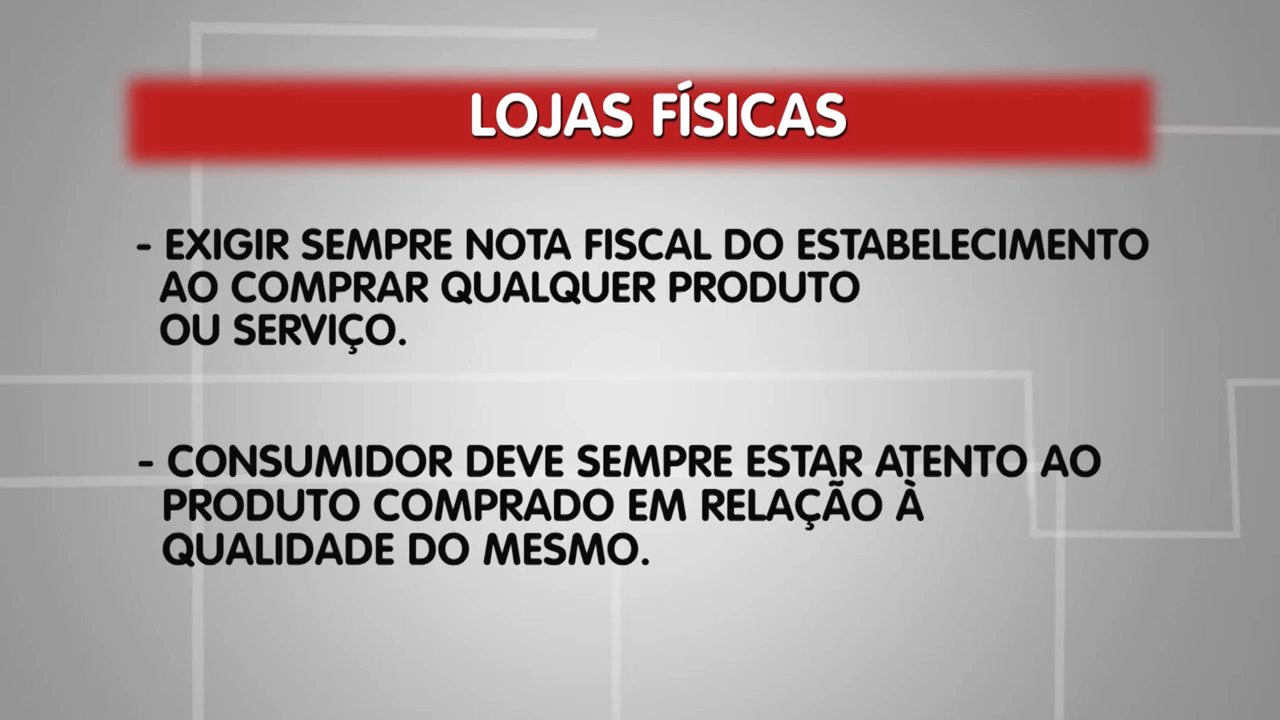 LOJAS FÍSICAS
- EXIGIR SEMPRE NOTA FISCAL DO ESTABELECIMENTO
AO COMPRAR QUALQUER PRODUTO
OU SERVIÇO.
- CONSUMIDOR DEVE SEMPRE ESTAR ATENTO AO
PRODUTO COMPRADO EM RELAÇÃO À
QUALIDADE DO MESMO.